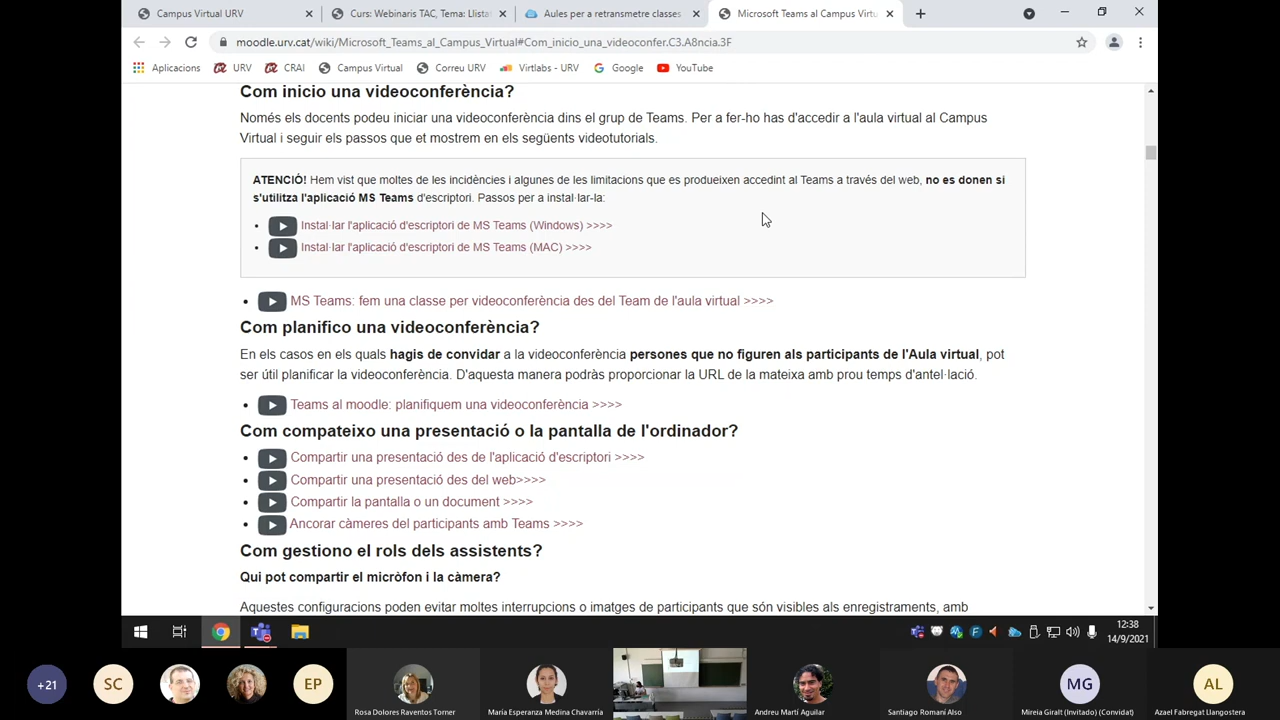 Campus Virtual URV
Curs: Webinaris TAC, Tema: Llista
Aules per a retransmetre classes
Microsoft Teams al Campus Virtu
moodle.urv.cat/wiki/Microsoft_Teams_al_Campus_Virtual#Com_inicio_una_videoconfer.C3.A8ncia.3F
Aplicacions URV CRAI Campus Virtual Correu URV Virtlabs - URV Google YouTube
Com inicio una videoconferència?
Només els docents podeu iniciar una videoconferència dins el grup de Teams. Per a fer-ho has d'accedir a l'aula virtual al Campus
Virtual i seguir els passos que et mostrem en els següents videotutorials.
ATENCIÓ! Hem vist que moltes de les incidències i algunes de les limitacions que es produeixen accedint al Teams a través del web, no es donen si
s'utilitza l'aplicació MS Teams d'escriptori. Passos per a instal·lar-la:
Instal·lar l'aplicació d'escriptori de MS Teams (Windows) >>>>
Instal·lar l'aplicació d'escriptori de MS Teams (MAC) >>>>
MS Teams: fem una classe per videoconferència des del Team de l'aula virtual >>>>
Com planifico una videoconferència?
En els casos en els quals hagis de convidar a la videoconferència persones que no figuren als participants de l'Aula virtual, pot
ser útil planificar la videoconferència. D'aquesta manera podràs proporcionar la URL de la mateixa amb prou temps d'antel·lació.
Teams al moodle: planifiquem una videoconferència >>>>
Com compateixo una presentació o la pantalla de l'ordinador?
Compartir una presentació des de l'aplicació d'escriptori >>>>
Compartir una presentació des del web>>>>
Compartir la pantalla o un document >>>>
Ancorar càmeres del participants amb Teams >>>>
Com gestiono el rols dels assistents?
Qui pot compartir el micròfon i la càmera?
Aquestes configuracions poden evitar moltes interrupcions o imatges de participants que són visibles als enregistraments, amb
12:38
14/9/2021
+21 SC EP MG AL
Rosa Dolores Raventos Torner
Maria Esperanza Medina Chavarria
Andreu Martí Aguilar
Santiago Romaní Also
Mireia Giralt (Invitado) (Convidat)
Azael Fabregat Llangostera